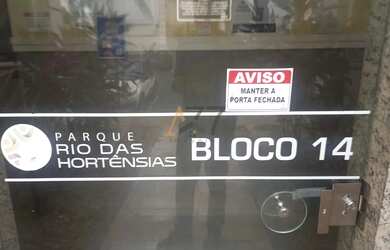 AVISO
MANTER A
PORTA FECHADA
PARQUE
RIO DAS
HORTÊNSIAS
BLOCO 14